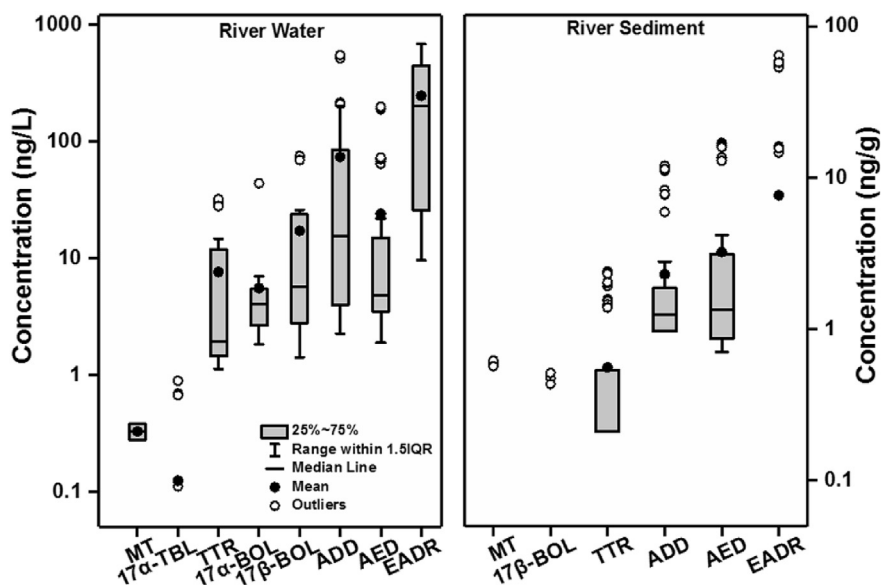 River Water
River Sediment
Concentration (ng/L)
1000
100
10
1
0.1
25%~75%
Range within 1.5IQR
Median Line
Mean
Outliers
MT
17α-TBL
TTR
17α-BOL
17β-BOL
ADD
AED
EADR
MT
17β-BOL
TTR
ADD
AED
EADR
100
10
1
0.1
Concentration (ng/g)